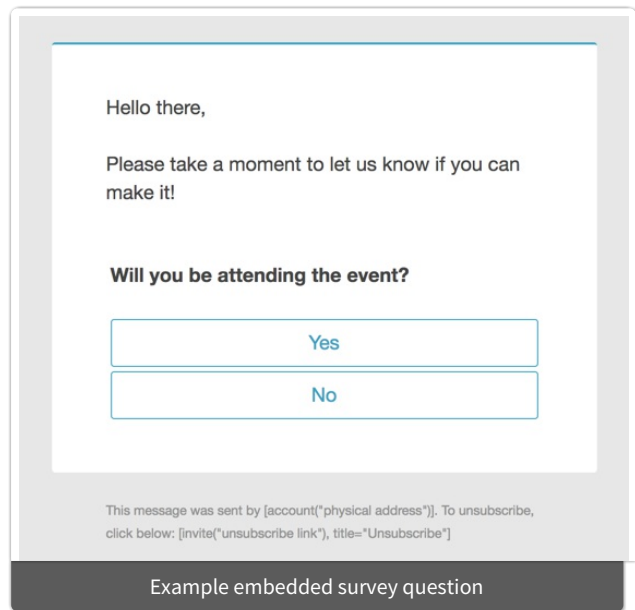 Hello there,
Please take a moment to let us know if you can
make it!
Will you be attending the event?
Yes
No
This message was sent by [account("physical address")]. To unsubscribe,
click below: [invite("unsubscribe link"), title="Unsubscribe"]
Example embedded survey question